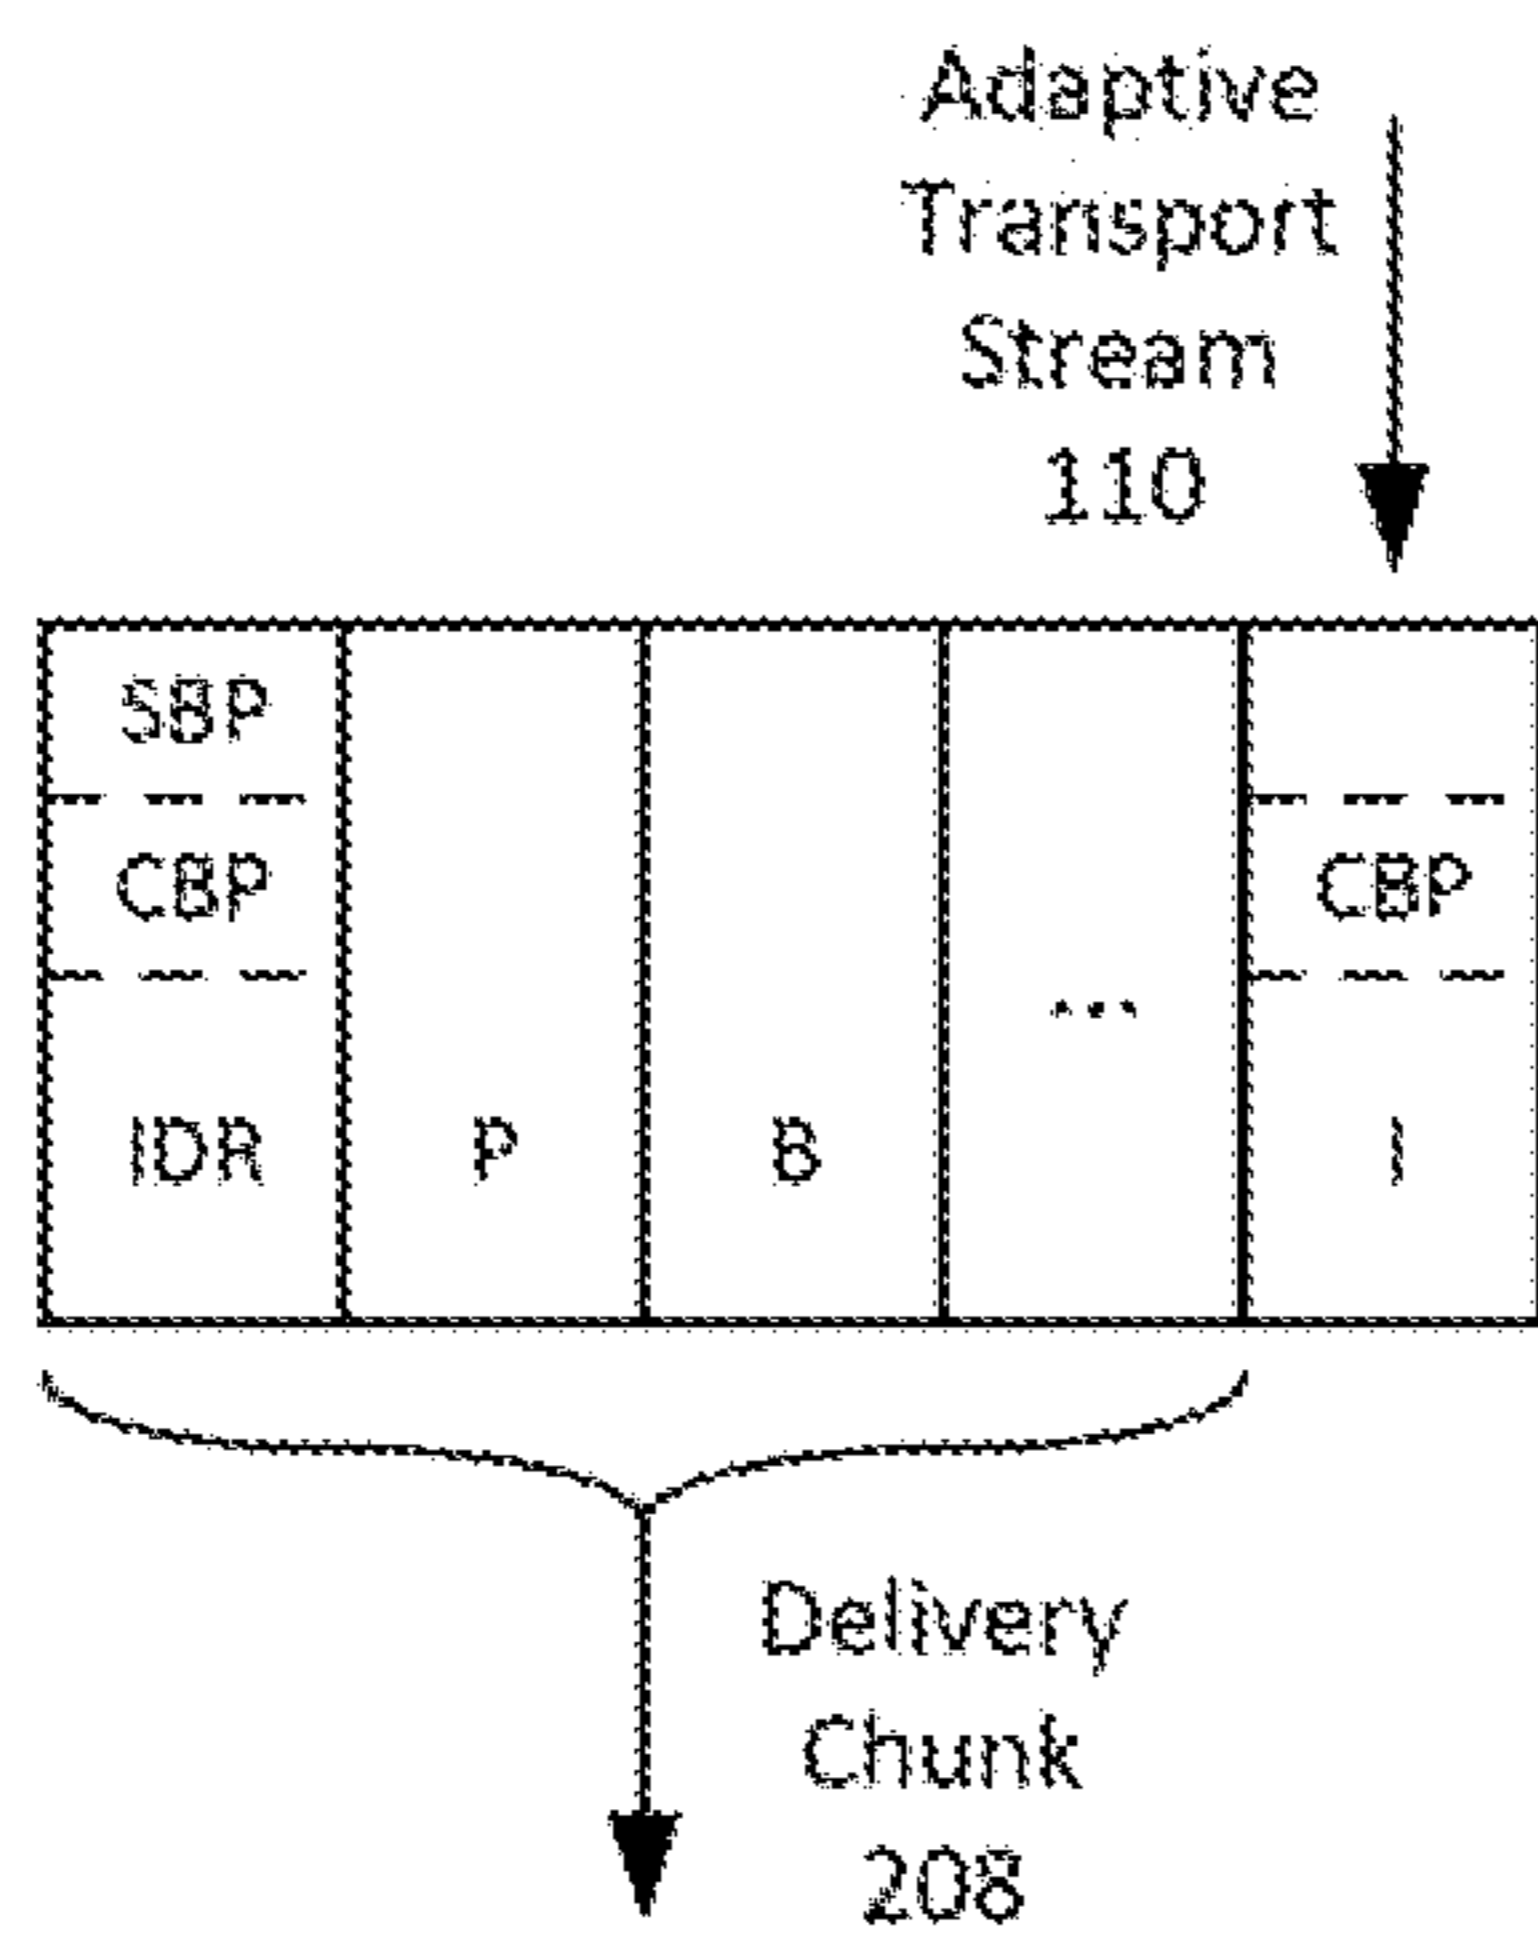 Adaptive
Transport
Stream
110
SBP
CBP CBP
...
IDR P B I
Delivery
Chunk
208